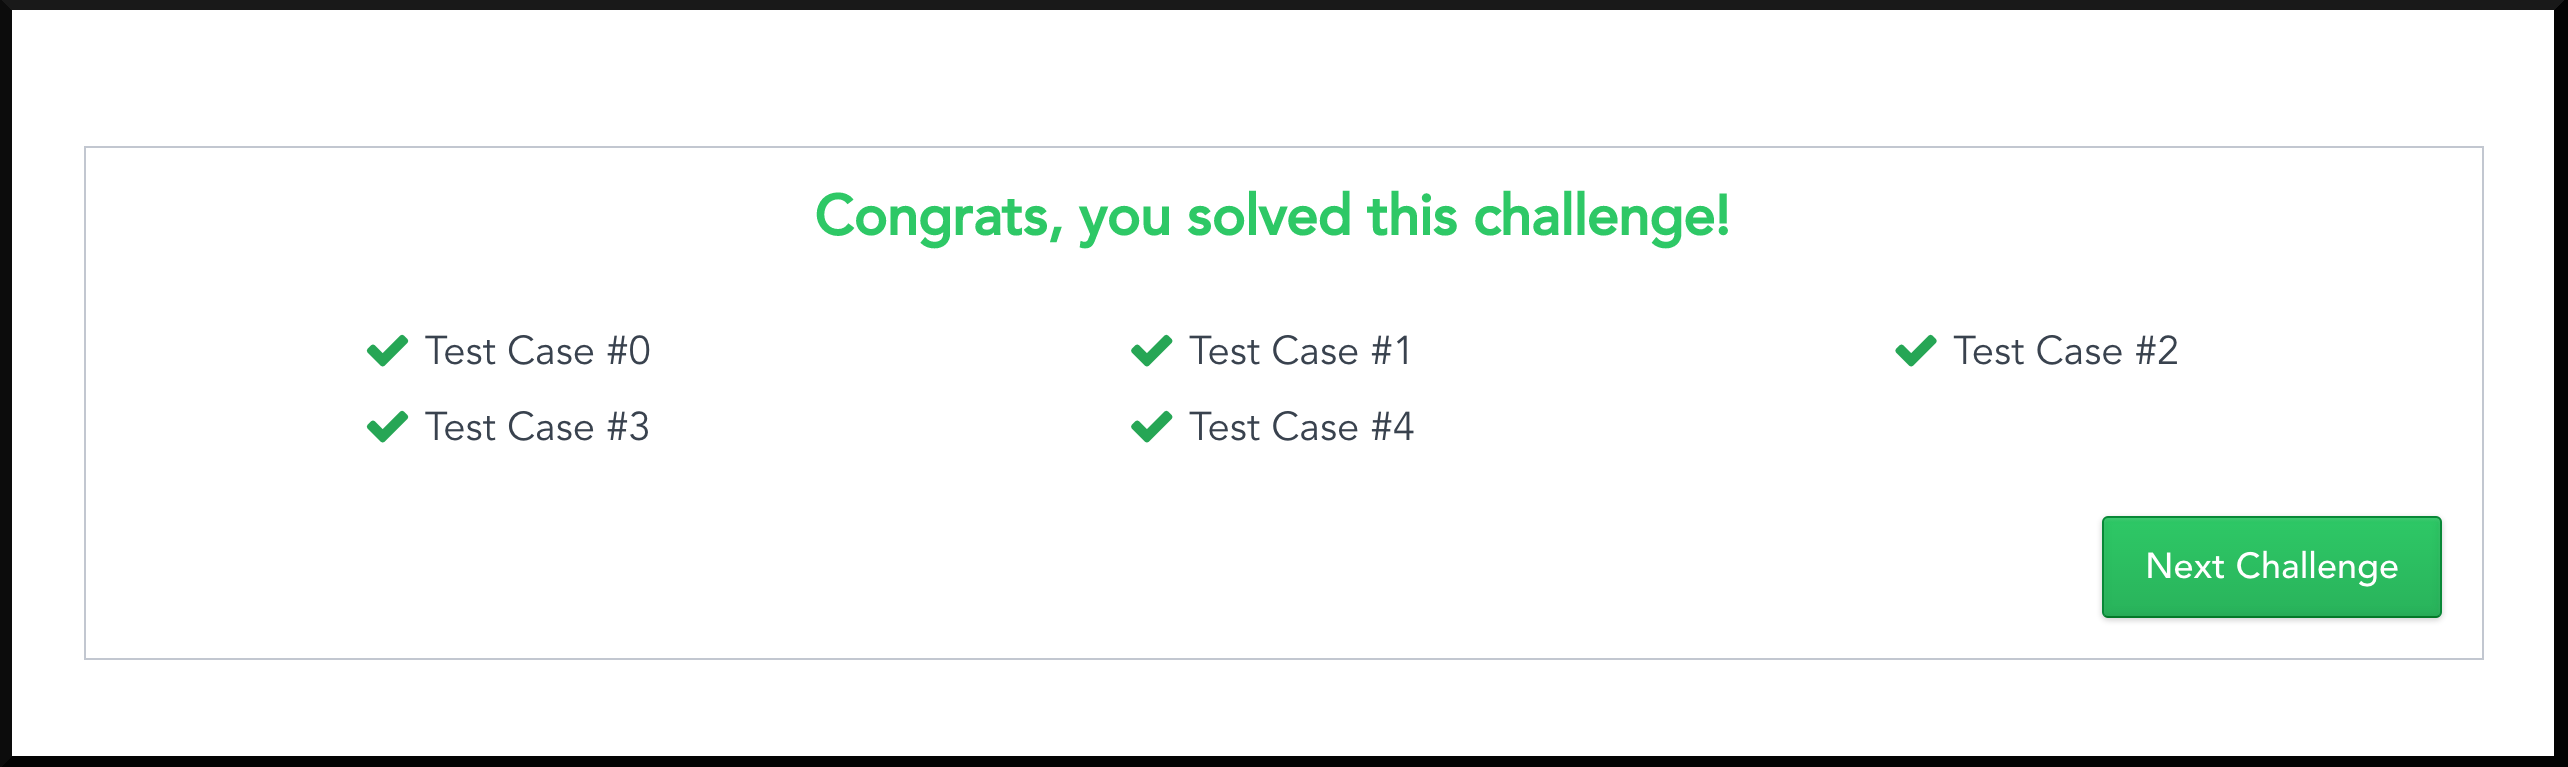 Congrats, you solved this challenge!
Test Case #0
Test Case #1
Test Case #2
Test Case #3
Test Case #4
Next Challenge